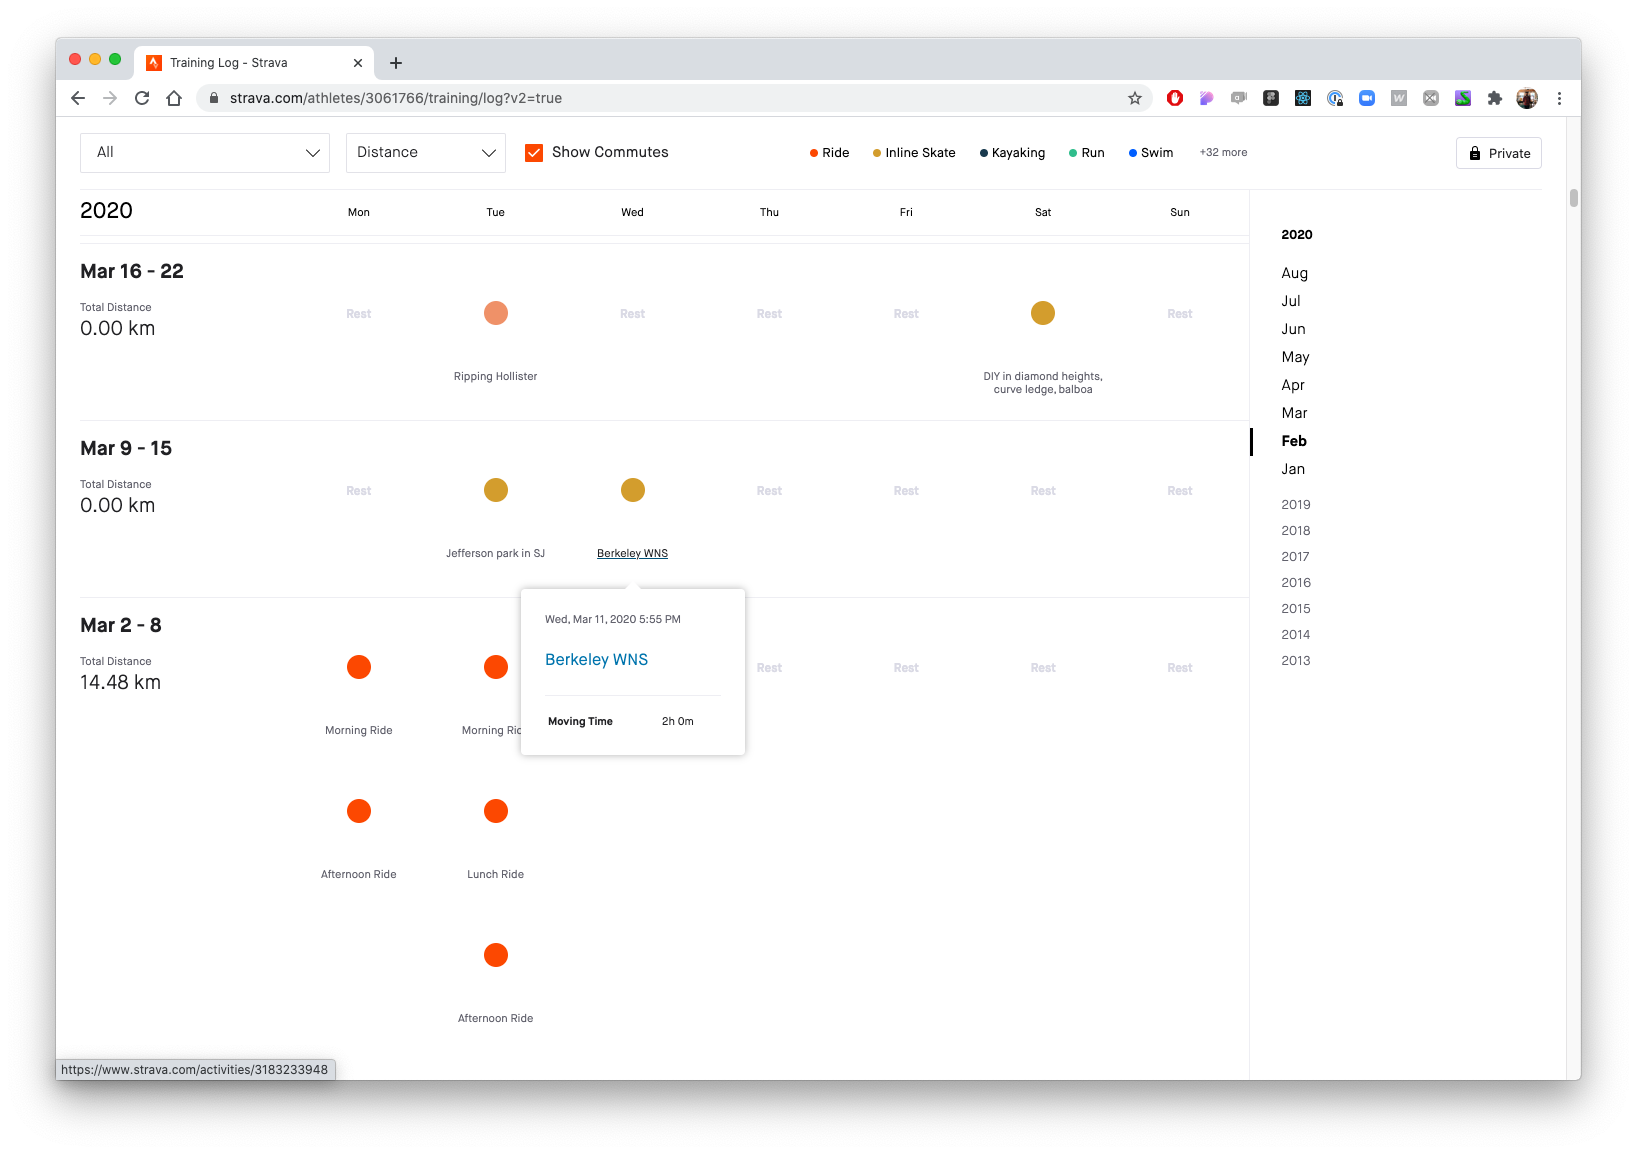 Training Log - Strava
strava.com/athletes/3061766/training/log?v2=true
All
Distance
Show Commutes
Ride
Inline Skate
Kayaking
Run
Swim
+32 more
Private
2020
Mon
Tue
Wed
Thu
Fri
Sat
Sun
Mar 16 - 22
Total Distance
0.00 km
Rest
Ripping Hollister
Rest
Rest
Rest
DIY in diamond heights,
curve ledge, balboa
Rest
Mar 9 - 15
Total Distance
0.00 km
Rest
Jefferson park in SJ
Berkeley WNS
Rest
Rest
Rest
Rest
Wed, Mar 11, 2020 5:55 PM
Berkeley WNS
Moving Time 2h 0m
Mar 2 - 8
Total Distance
14.48 km
Morning Ride
Morning Ric
Rest
Rest
Rest
Rest
Afternoon Ride
Lunch Ride
Afternoon Ride
2020
Aug
Jul
Jun
May
Apr
Mar
Feb
Jan
2019
2018
2017
2016
2015
2014
2013
https://www.strava.com/activities/3183233948